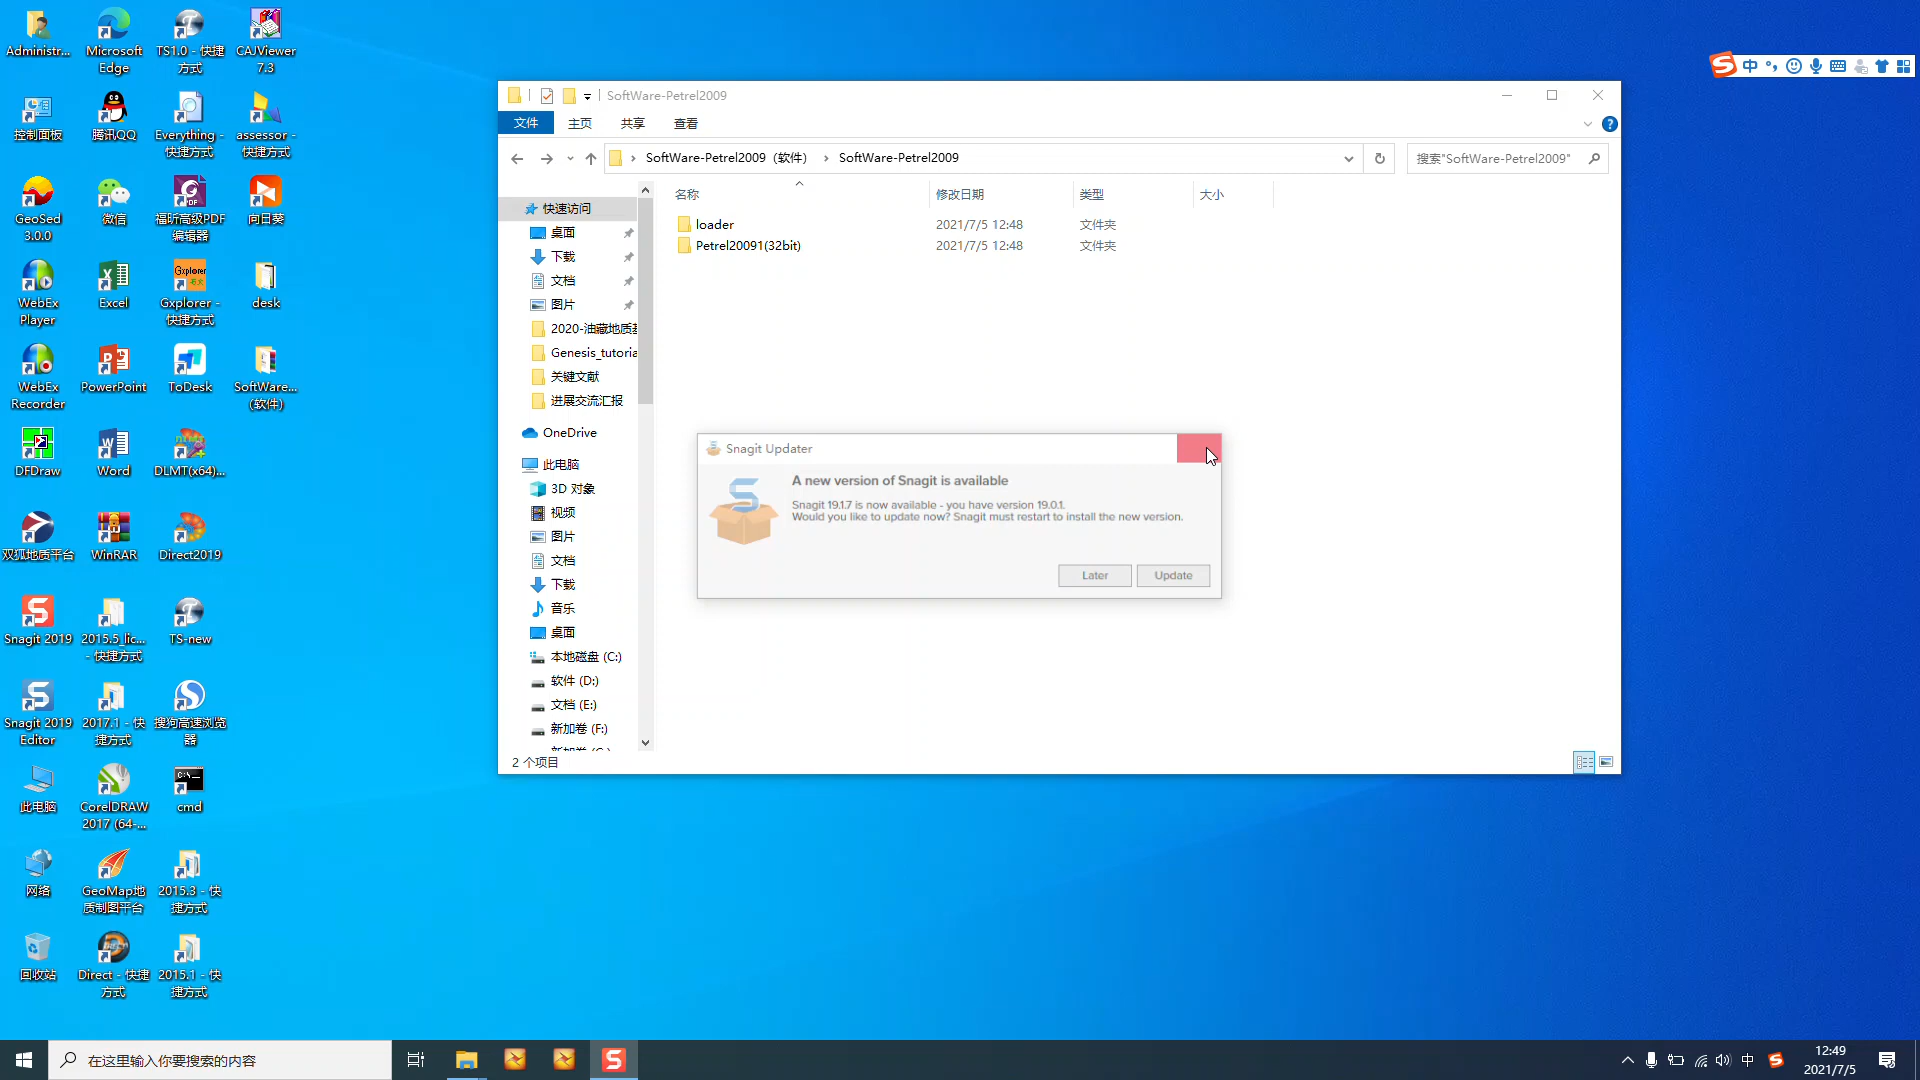 Administr...
Microsoft Edge
TS1.0 - 快捷方式
CAJViewer 7.3
控制面板
腾讯QQ
Everything - 快捷方式
assessor - 快捷方式
GeoSed 3.0.0
微信
福昕高级PDF编辑器
向日葵
WebEx Player
Excel
Gxplorer - 快捷方式
desk
WebEx Recorder
PowerPoint
ToDesk
SoftWare... (软件)
DFDraw
Word
DLMT(x64)...
双狐地质平台
WinRAR
Direct2019
Snagit 2019
2015.5_lic... - 快捷方式
TS-new
Snagit 2019 Editor
2017.1 - 快捷方式
搜狗高速浏览器
此电脑
CorelDRAW 2017 (64-...
cmd
网络
GeoMap地质制图平台
2015.3 - 快捷方式
回收站
Direct - 快捷方式
2015.1 - 快捷方式
中
SoftWare-Petrel2009
文件
主页
共享
查看
SoftWare-Petrel2009（软件） › SoftWare-Petrel2009
搜索"SoftWare-Petrel2009"
名称
修改日期
类型
大小
loader
2021/7/5 12:48
文件夹
Petrel20091(32bit)
2021/7/5 12:48
文件夹
快速访问
桌面
下载
文档
图片
2020-油藏地质
Genesis_tutoria
关键文献
进展交流汇报
OneDrive
此电脑
3D 对象
视频
图片
文档
下载
音乐
桌面
本地磁盘 (C:)
软件 (D:)
文档 (E:)
新加卷 (F:)
2 个项目
Snagit Updater
A new version of Snagit is available
Snagit 19.1.7 is now available - you have version 19.0.1.
Would you like to update now? Snagit must restart to install the new version.
Later
Update
在这里输入你要搜索的内容
中
12:49
2021/7/5